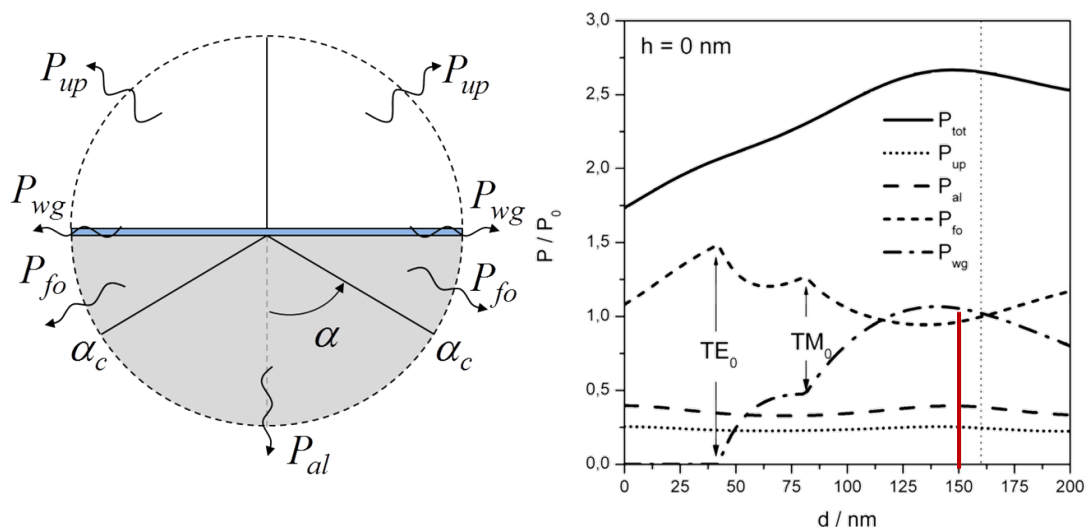 P_up
P_up
P_wg
P_wg
P_fo
P_fo
α_c
α
α_c
P_al
h = 0 nm
P_tot
P_up
P_al
P_fo
P_wg
TE_0
TM_0
P / P_0
3,0
2,5
2,0
1,5
1,0
0,5
0,0
0 25 50 75 100 125 150 175 200
d / nm